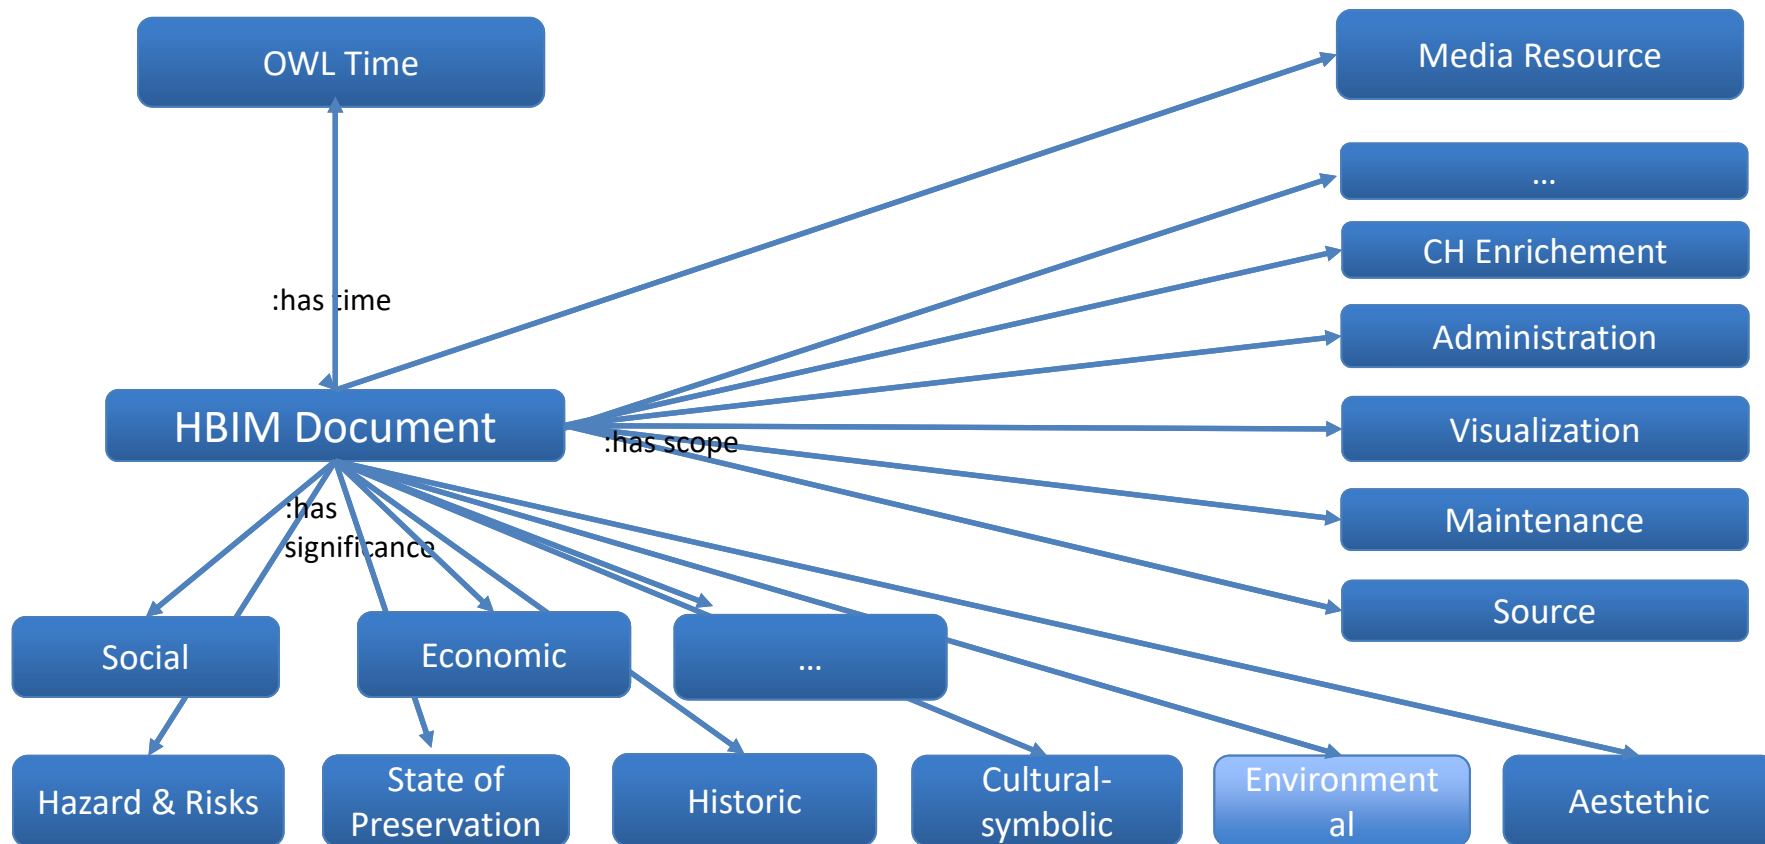 OWL Time
Media Resource
...
CH Enrichement
:has time
Administration
HBIM Document
:has scope
Visualization
:has
significance
Maintenance
Source
Social
Economic
...
Hazard & Risks
State of
Preservation
Historic
Cultural-
symbolic
Environment
al
Aestethic